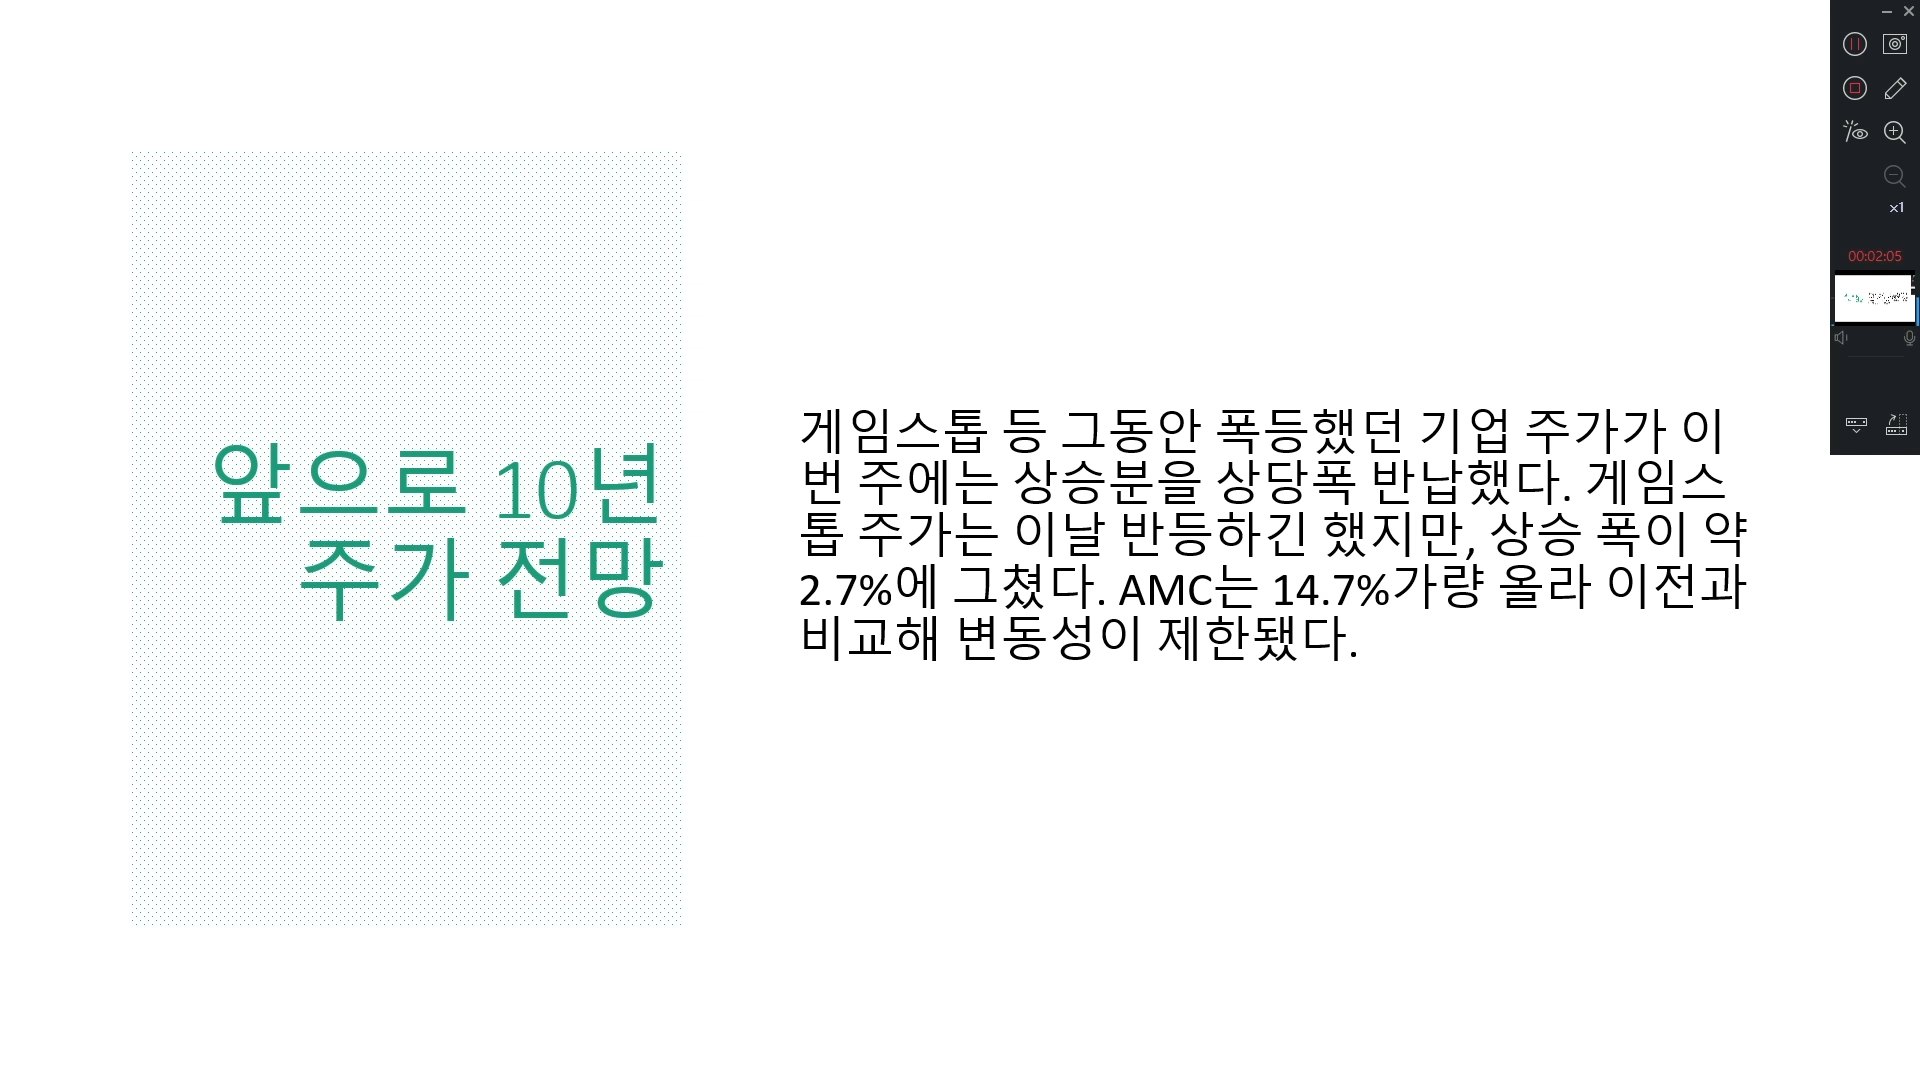 앞으로 10년
주가 전망
게임스톱 등 그동안 폭등했던 기업 주가가 이
번 주에는 상승분을 상당폭 반납했다. 게임스
톱 주가는 이날 반등하긴 했지만, 상승 폭이 약
2.7%에 그쳤다. AMC는 14.7%가량 올라 이전과
비교해 변동성이 제한됐다.
x1
00:02:05